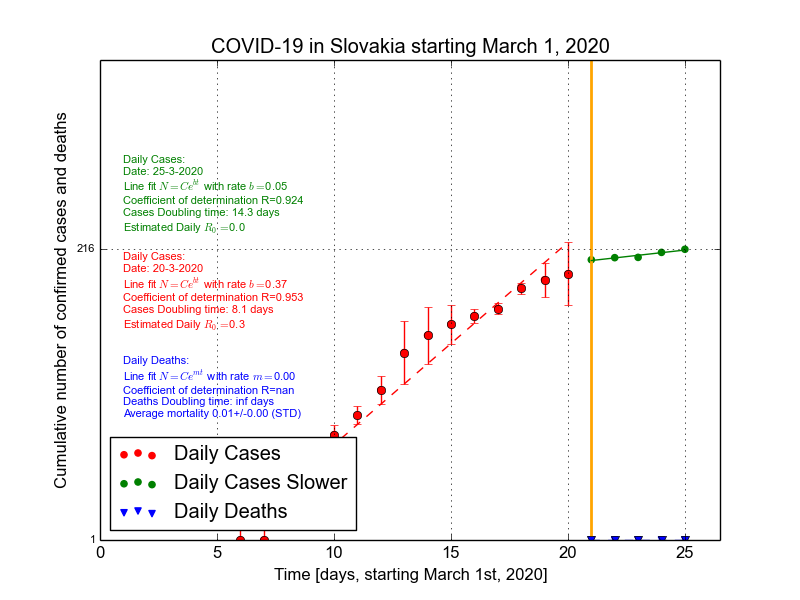 COVID-19 in Slovakia starting March 1, 2020
Cumulative number of confirmed cases and deaths
Daily Cases:
Date: 25-3-2020
Line fit N=Ce^{bt} with rate b=0.05
Coefficient of determination R=0.924
Cases Doubling time: 14.3 days
Estimated Daily R_0=0.0
216
Daily Cases:
Date: 20-3-2020
Line fit N=Ce^{bt} with rate b=0.37
Coefficient of determination R=0.953
Cases Doubling time: 8.1 days
Estimated Daily R_0=0.3
Daily Deaths:
Line fit N=Ce^{mt} with rate m=0.00
Coefficient of determination R=nan
Deaths Doubling time: inf days
Average mortality 0.01+/-0.00 (STD)
Daily Cases
Daily Cases Slower
Daily Deaths
1
0 5 10 15 20 25
Time [days, starting March 1st, 2020]